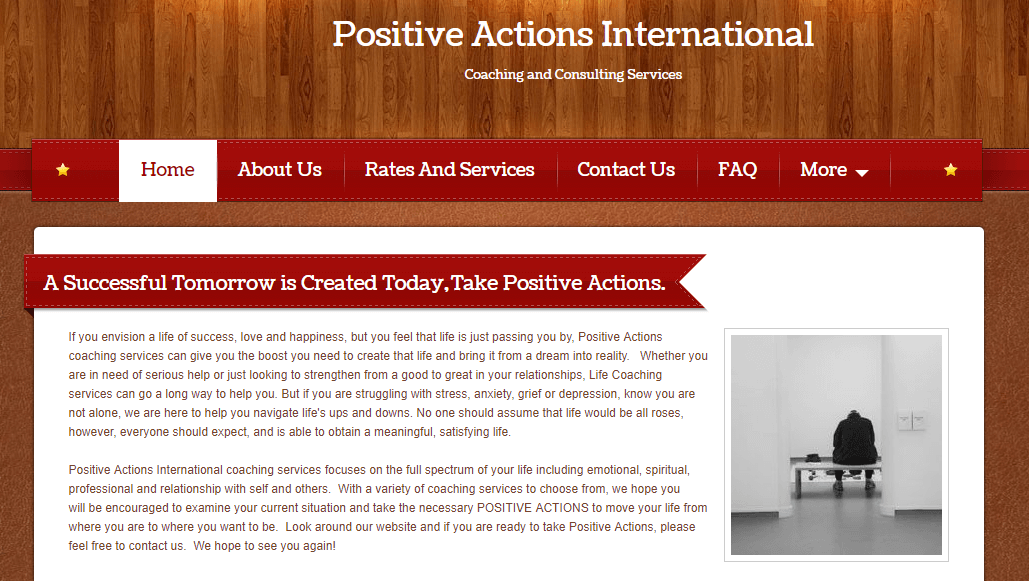 Positive Actions International
Coaching and Consulting Services
Home About Us Rates And Services Contact Us FAQ More
A Successful Tomorrow is Created Today, Take Positive Actions.
If you envision a life of success, love and happiness, but you feel that life is just passing you by, Positive Actions
coaching services can give you the boost you need to create that life and bring it from a dream into reality. Whether you
are in need of serious help or just looking to strengthen from a good to great in your relationships, Life Coaching
services can go a long way to help you. But if you are struggling with stress, anxiety, grief or depression, know you are
not alone, we are here to help you navigate life's ups and downs. No one should assume that life would be all roses,
however, everyone should expect, and is able to obtain a meaningful, satisfying life.
Positive Actions International coaching services focuses on the full spectrum of your life including emotional, spiritual,
professional and relationship with self and others. With a variety of coaching services to choose from, we hope you
will be encouraged to examine your current situation and take the necessary POSITIVE ACTIONS to move your life from
where you are to where you want to be. Look around our website and if you are ready to take Positive Actions, please
feel free to contact us. We hope to see you again!